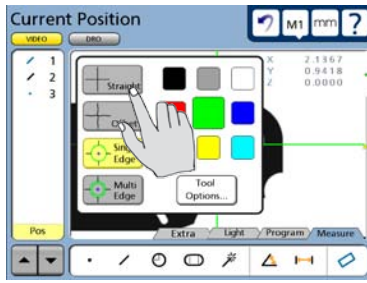 Current Position
M1 mm ?
VIDEO DRO
1
2
3
X 2.1367
Y 0.9418
Z 0.0000
Straight
Offset
Edge
Multi
Edge
Tool
Options...
Pos
Extra Light Program Measure